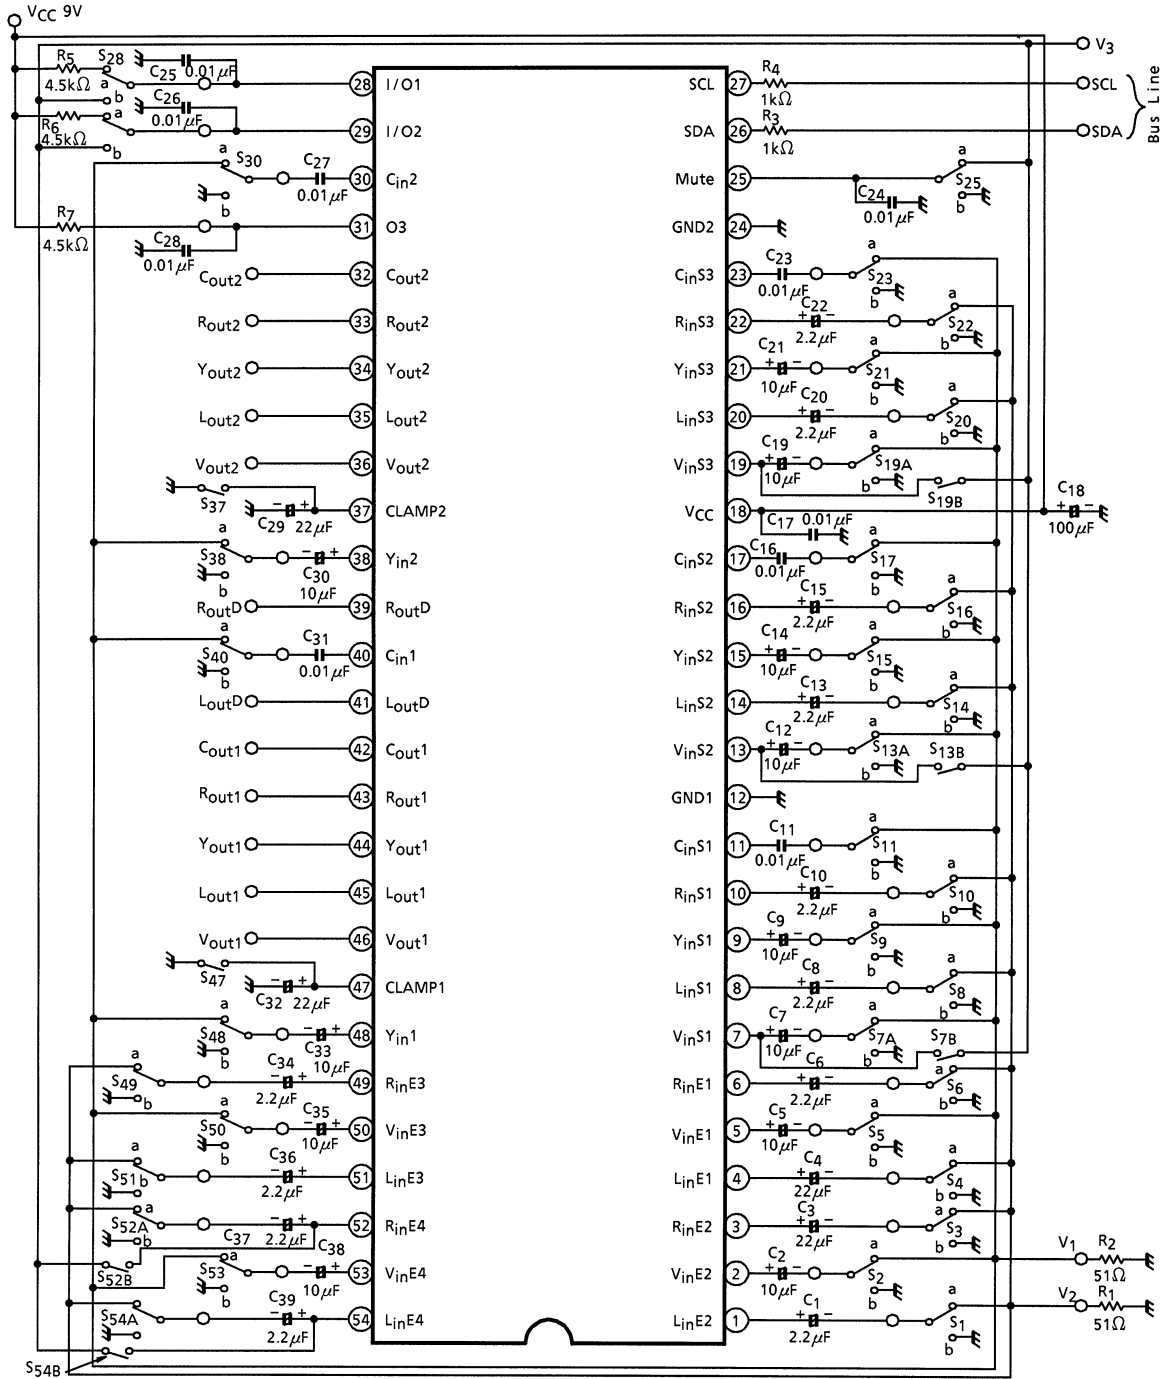 VCC 9V
V3
R5
4.5kΩ
S28
a
b
C25
0.01μF
28
I/O1
SCL
27
R4
1kΩ
SCL
Bus Line
R6
4.5kΩ
a
b
C26
0.01μF
29
I/O2
SDA
26
R3
1kΩ
SDA
a
S30
b
C27
0.01μF
30
Cin2
Mute
25
C24
0.01μF
a
S25
b
R7
4.5kΩ
C28
0.01μF
31
O3
GND2
24
Cout2
32
Cout2
CinS3
23
C23
0.01μF
a
S23
b
Rout2
33
Rout2
RinS3
22
C22
+ −
2.2μF
a
S22
b
Yout2
34
Yout2
YinS3
21
C21
+ −
10μF
a
S21
b
Lout2
35
Lout2
LinS3
20
C20
+ −
2.2μF
a
S20
b
Vout2
36
Vout2
VinS3
19
C19
+ −
10μF
a
S19A
b
S19B
S37
C29
− +
22μF
37
CLAMP2
VCC
18
C17
0.01μF
C18
+ −
100μF
a
S38
b
− +
C30
10μF
38
Yin2
CinS2
17
C16
0.01μF
a
S17
b
RoutD
39
RoutD
RinS2
16
C15
+ −
2.2μF
a
S16
b
a
S40
b
C31
0.01μF
40
Cin1
YinS2
15
C14
+ −
10μF
a
S15
b
LoutD
41
LoutD
LinS2
14
C13
+ −
2.2μF
a
S14
b
Cout1
42
Cout1
VinS2
13
C12
+ −
10μF
a
S13A
b
S13B
Rout1
43
Rout1
GND1
12
Yout1
44
Yout1
CinS1
11
C11
0.01μF
a
S11
b
Lout1
45
Lout1
RinS1
10
C10
+ −
2.2μF
a
S10
b
Vout1
46
Vout1
YinS1
9
C9
+ −
10μF
a
S9
b
S47
C32
− +
22μF
47
CLAMP1
LinS1
8
C8
+ −
2.2μF
a
S8
b
a
S48
b
− +
C33
10μF
48
Yin1
VinS1
7
C7
+ −
10μF
a
S7A
b
S7B
a
S49
b
C34
− +
2.2μF
49
RinE3
RinE1
6
C6
+ −
2.2μF
a
S6
b
a
S50
b
C35
− +
10μF
50
VinE3
VinE1
5
C5
+ −
10μF
a
S5
b
a
S51
b
C36
− +
2.2μF
51
LinE3
LinE1
4
C4
+ −
22μF
a
S4
b
a
S52A
b
C37
− +
2.2μF
52
RinE4
RinE2
3
C3
+ −
22μF
a
S3
b
S52B
a
S53
b
C38
− +
10μF
53
VinE4
VinE2
2
C2
+ −
10μF
a
S2
b
V1
R2
51Ω
a
S54A
C39
− +
2.2μF
54
LinE4
LinE2
1
C1
+ −
2.2μF
a
S1
b
V2
R1
51Ω
S54B